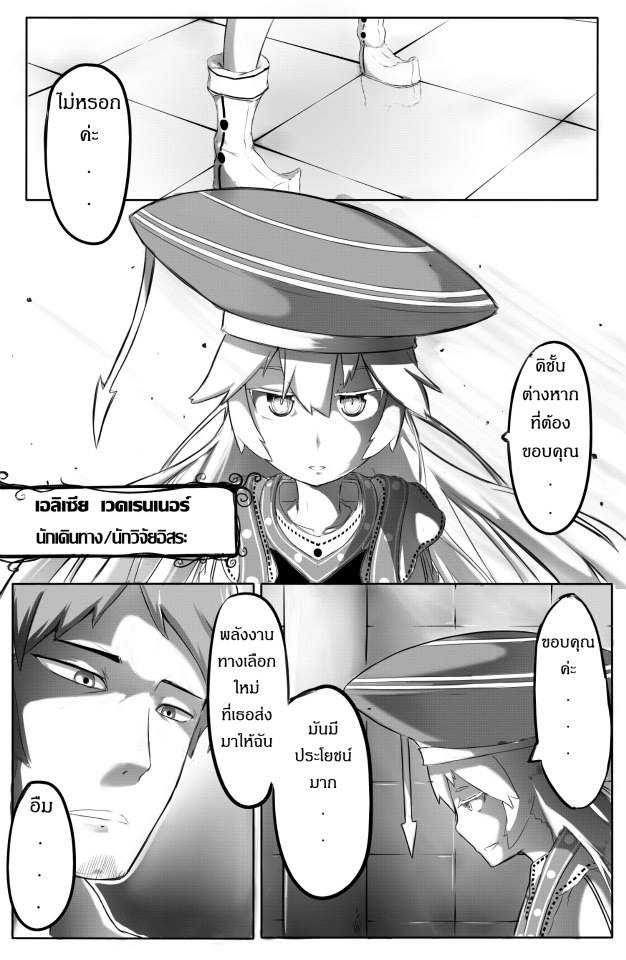 ไม่หรอก
ค่ะ
.
.
ดิชั้น
ต่างหาก
ที่ต้อง
ขอบคุณ
.
.
เอลิเซีย เวคเรนเนอร์
นักเดินทาง/นักวิจัยอิสระ
อืม
.
.
.
พลังงาน
ทางเลือก
ใหม่
ที่เธอส่ง
มาให้ฉัน
มันมี
ประโยชน์
มาก
.
.
ขอบคุณ
ค่ะ
.
.
.
.